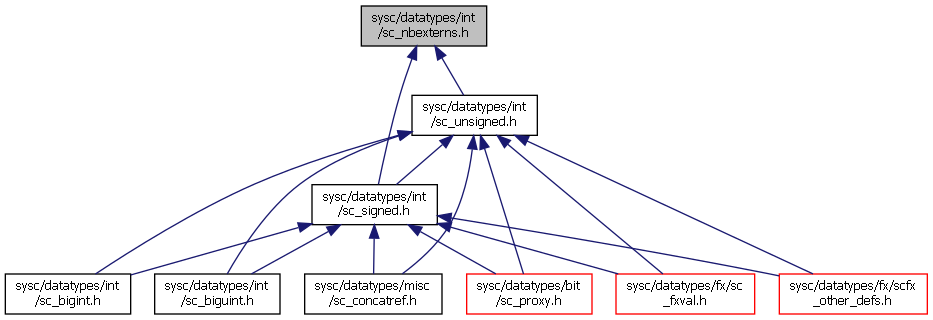 sysc/datatypes/int
/sc_nbexterns.h
sysc/datatypes/int
/sc_unsigned.h
sysc/datatypes/int
/sc_signed.h
sysc/datatypes/int
/sc_bigint.h
sysc/datatypes/int
/sc_biguint.h
sysc/datatypes/misc
/sc_concatref.h
sysc/datatypes/bit
/sc_proxy.h
sysc/datatypes/fx/sc
_fxval.h
sysc/datatypes/fx/scfx
_other_defs.h